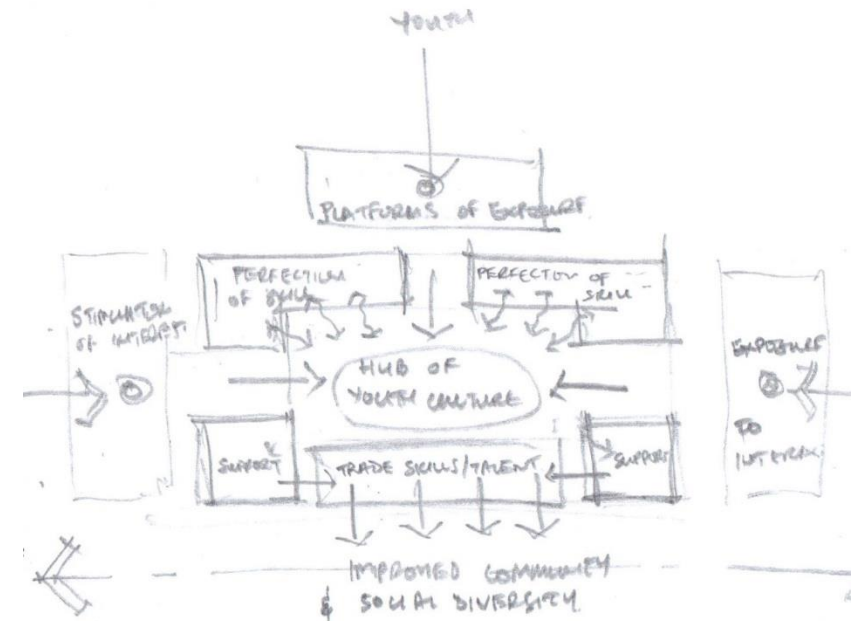 YOUTH
PLATFORMS OF EXPOSURE
PERFECTION
OF SKILL
PERFECTION OF
SKILL
STIMULATION
OF INTEREST
HUB OF
YOUTH CULTURE
EXPOSURE
TO
SUPPORT
TRADE SKILLS/TALENT
SUPPORT
IMPROVED COMMUNITY
& SOCIAL DIVERSITY